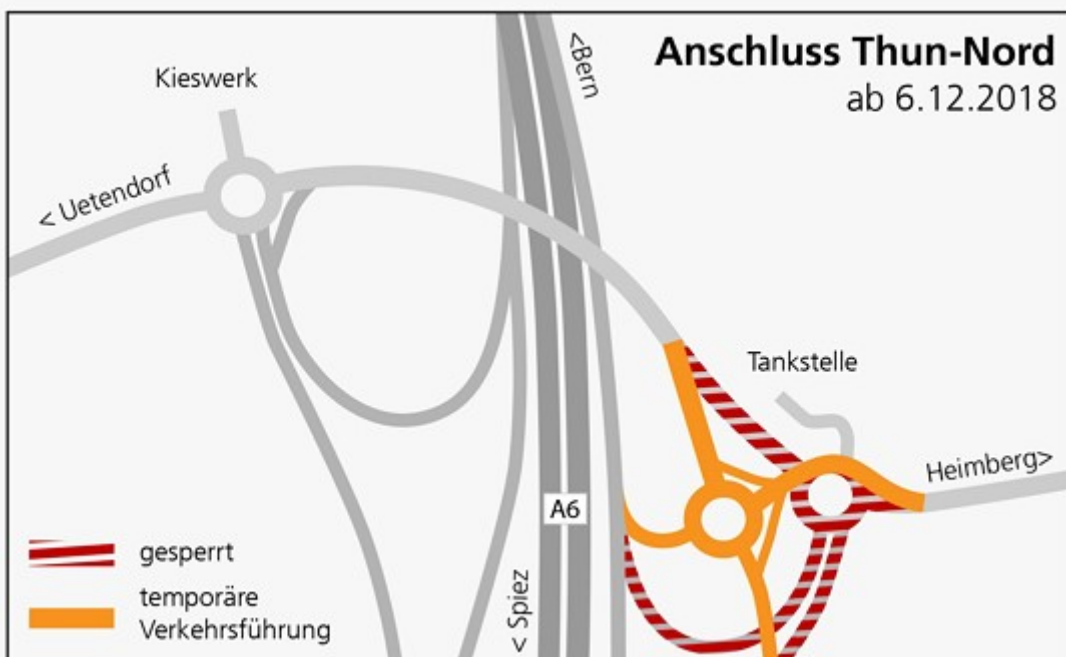 Anschluss Thun-Nord
ab 6.12.2018
<Bern
Kieswerk
< Uetendorf
Tankstelle
Heimberg>
A6
< Spiez
gesperrt
temporäre
Verkehrsführung